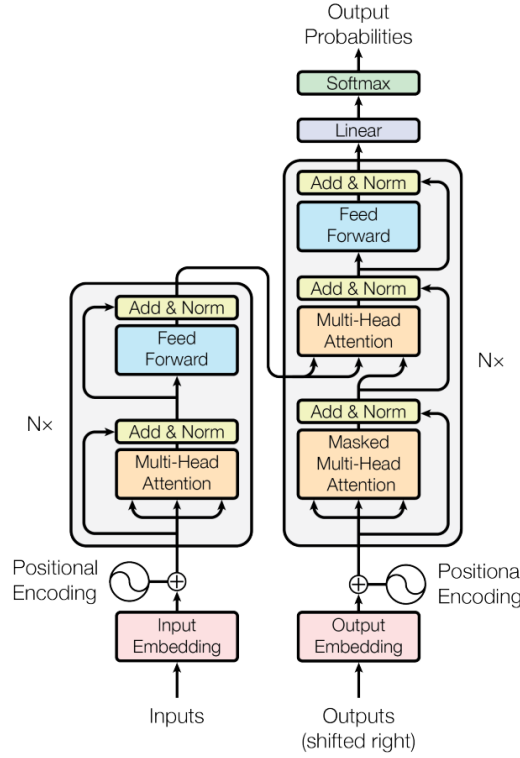 Output
Probabilities
Softmax
Linear
Add & Norm
Feed
Forward
Add & Norm
Multi-Head
Attention
Add & Norm
Masked
Multi-Head
Attention
N×
Add & Norm
Feed
Forward
Add & Norm
Multi-Head
Attention
N×
Positional
Encoding
Positiona
Encoding
Input
Embedding
Output
Embedding
Inputs
Outputs
(shifted right)